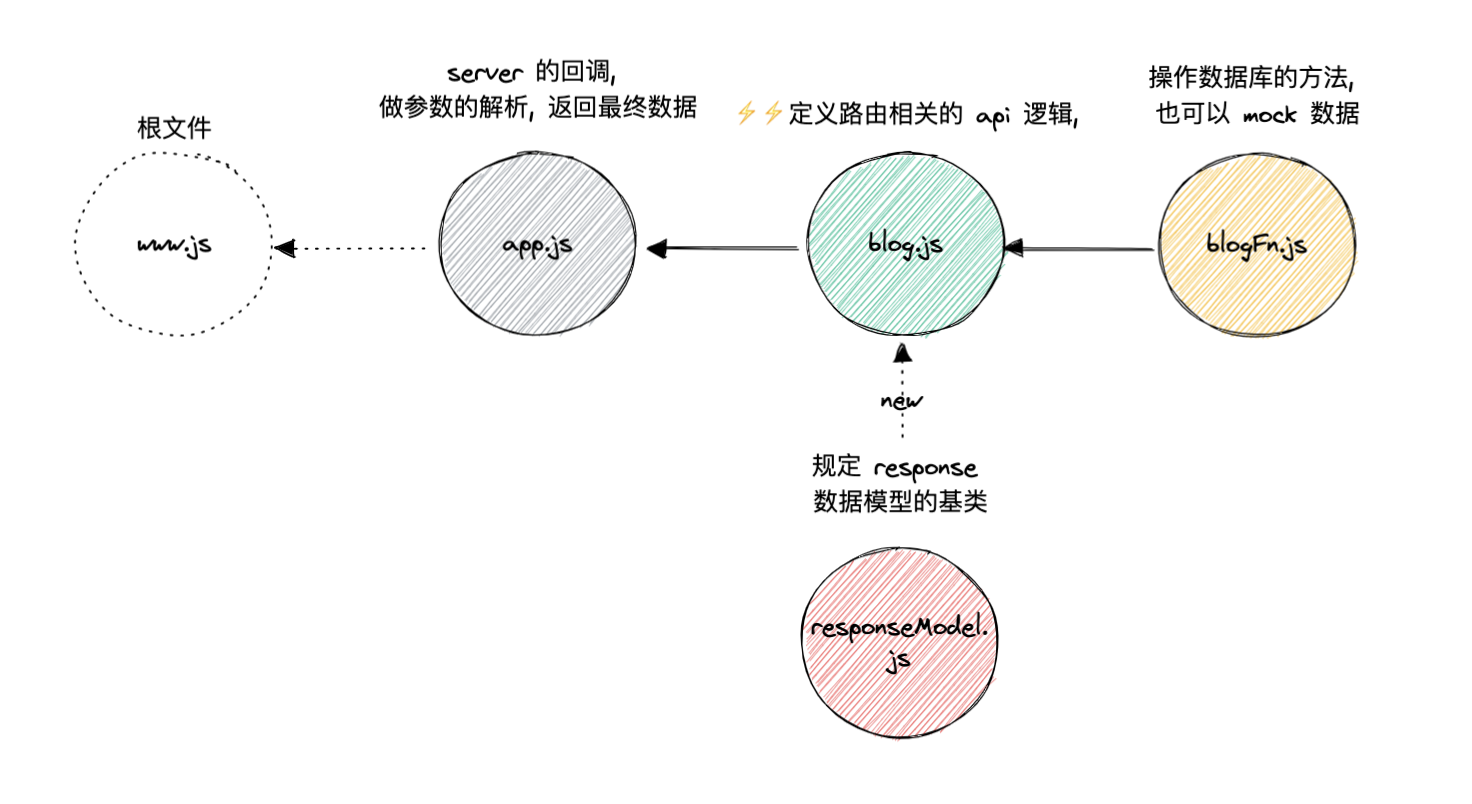 根文件
www.js
server 的回调,
做参数的解析, 返回最终数据
app.js
⚡⚡定义路由相关的 api 逻辑,
blog.js
操作数据库的方法,
也可以 mock 数据
blogFn.js
new
规定 response
数据模型的基类
responseModel.
js